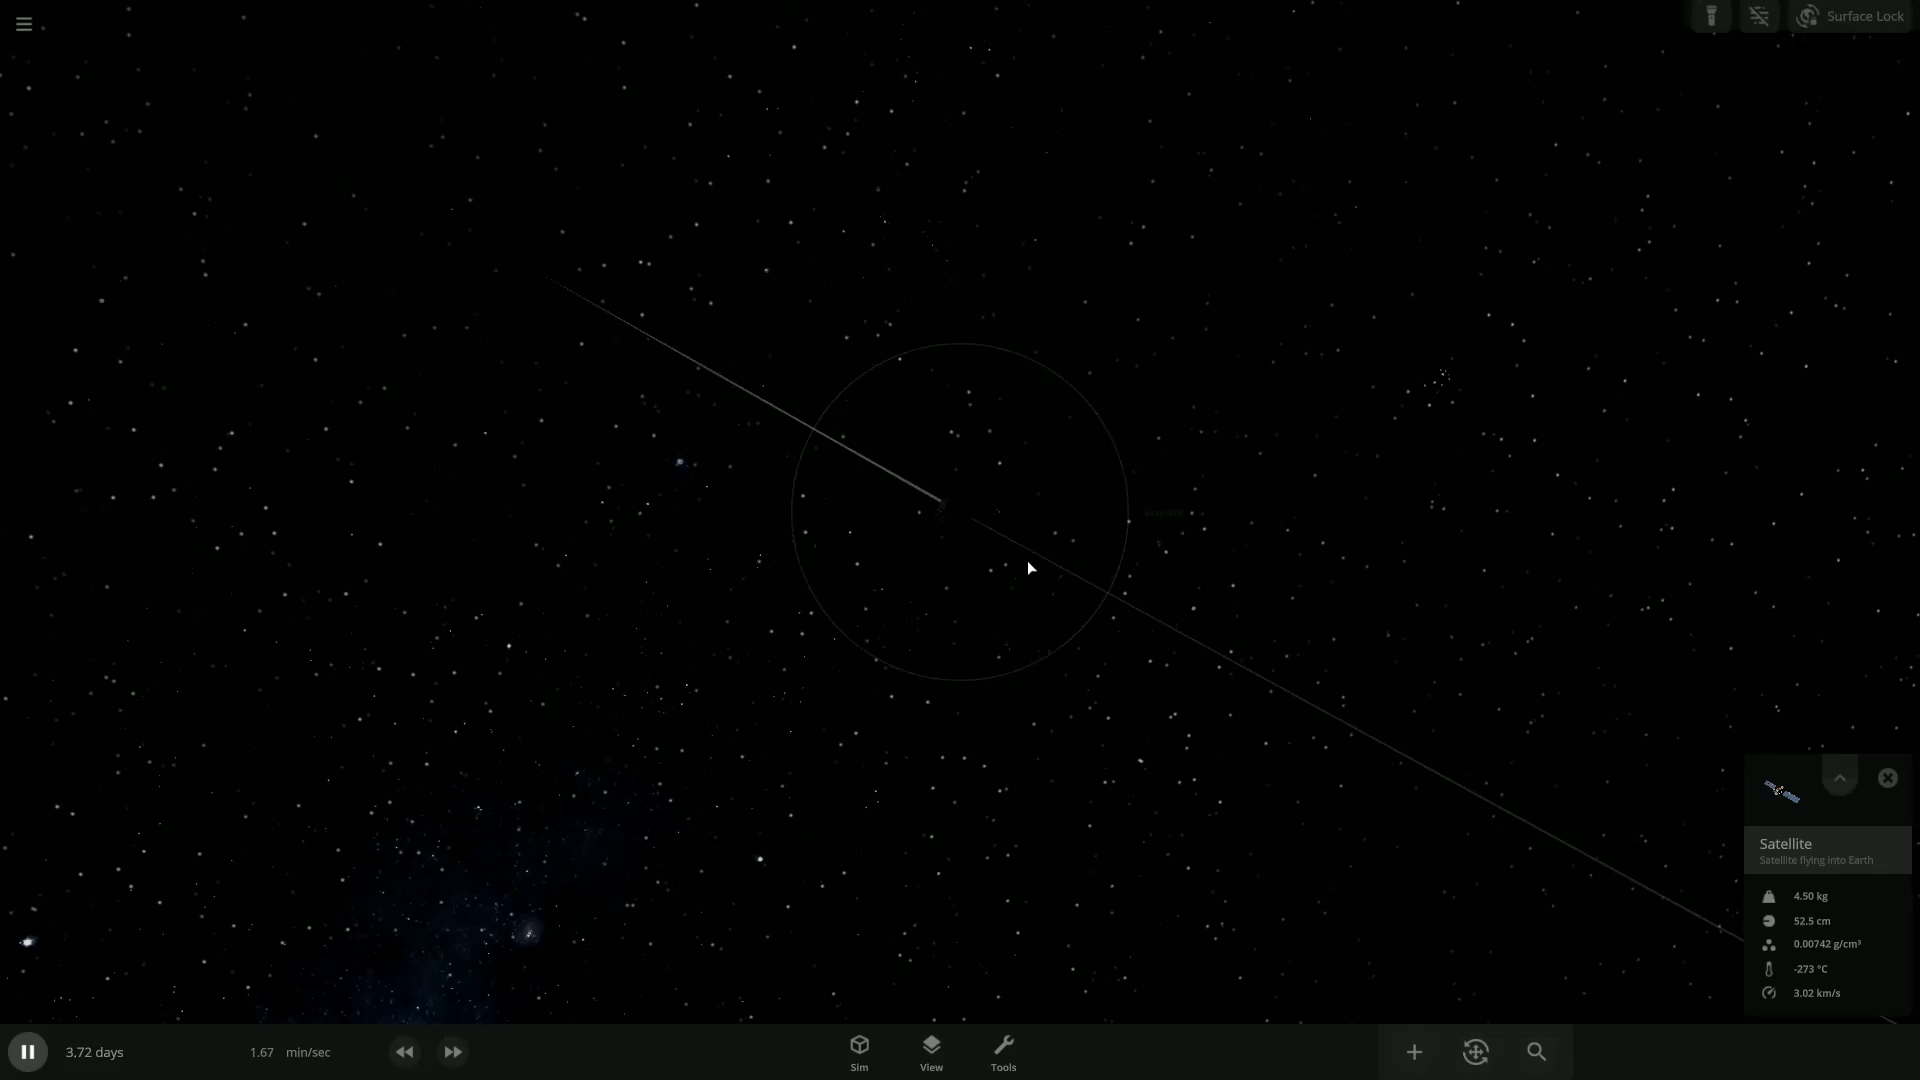 Surface Lock
Satellite
Satellite
Satellite flying into Earth
4.50 kg
52.5 cm
0.00742 g/cm³
-273 °C
3.02 km/s
3.72 days
1.67 min/sec
Sim
View
Tools